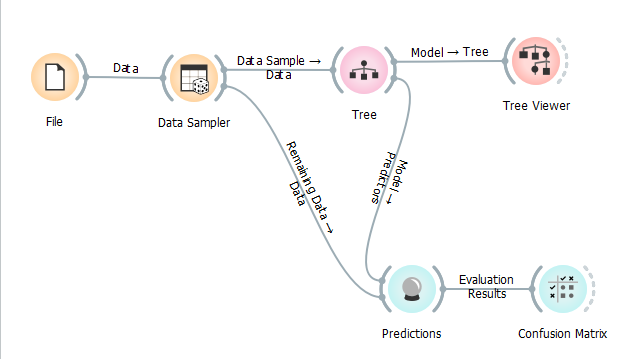 Data
Data Sample →
Data
Model → Tree
File
Data Sampler
Tree
Tree Viewer
Remaining Data →
Data
Model →
Predictors
Evaluation
Results
Predictions
Confusion Matrix